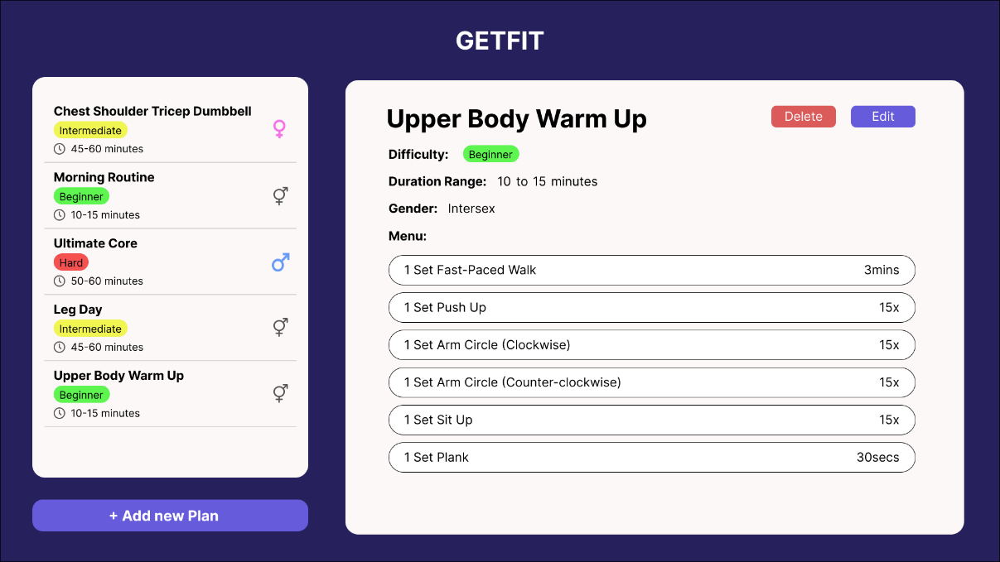 GETFIT
Chest Shoulder Tricep Dumbbell
Intermediate
45-60 minutes
Morning Routine
Beginner
10-15 minutes
Ultimate Core
Hard
50-60 minutes
Leg Day
Intermediate
45-60 minutes
Upper Body Warm Up
Beginner
10-15 minutes
+ Add new Plan
Upper Body Warm Up
Delete
Edit
Difficulty: Beginner
Duration Range: 10 to 15 minutes
Gender: Intersex
Menu:
1 Set Fast-Paced Walk 3mins
1 Set Push Up 15x
1 Set Arm Circle (Clockwise) 15x
1 Set Arm Circle (Counter-clockwise) 15x
1 Set Sit Up 15x
1 Set Plank 30secs